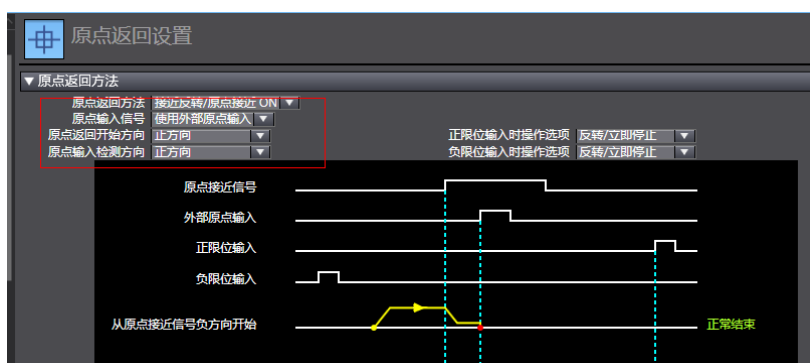 原点返回设置
▼原点返回方法
原点返回方法 接近反转/原点接近 ON ▼
原点输入信号 使用外部原点输入 ▼
原点返回开始方向 正方向 ▼ 正限位输入时操作选项 反转/立即停止 ▼
原点输入检测方向 正方向 ▼ 负限位输入时操作选项 反转/立即停止 ▼
原点接近信号
外部原点输入
正限位输入
负限位输入
从原点接近信号负方向开始 正常结束